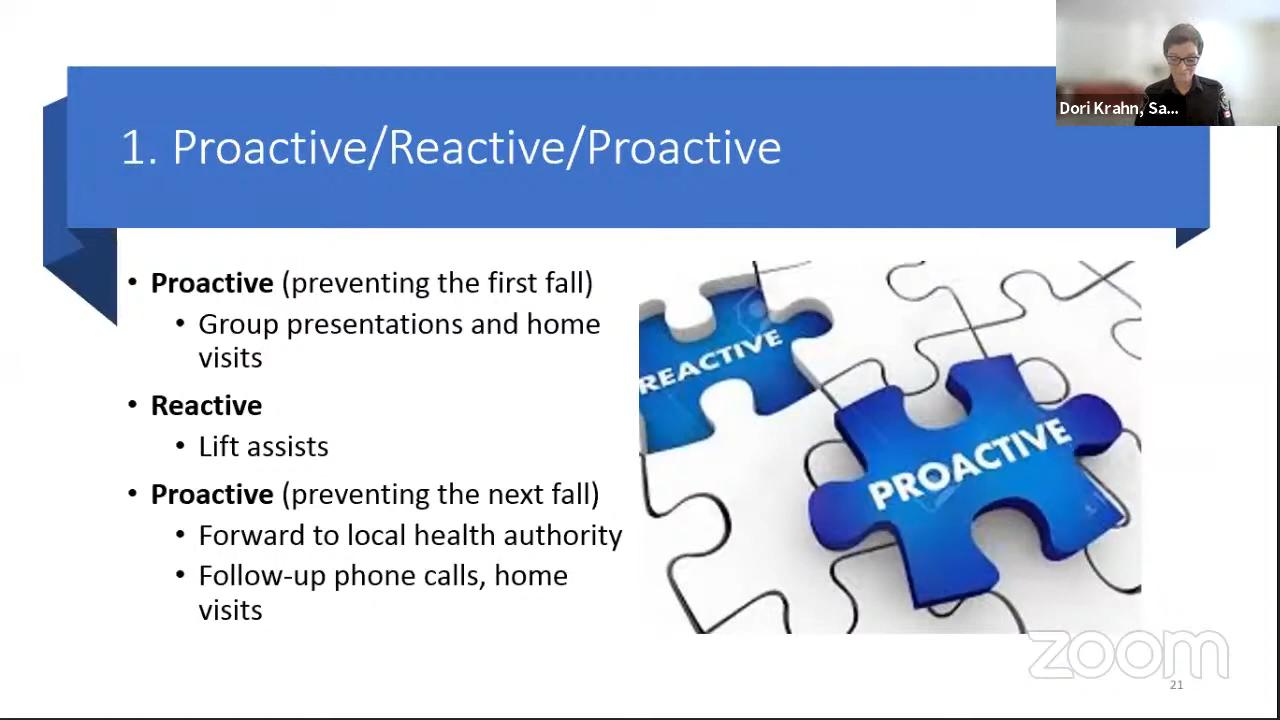 Dori Krahn, Sa...
1. Proactive/Reactive/Proactive
• Proactive (preventing the first fall)
• Group presentations and home
visits
• Reactive
• Lift assists
• Proactive (preventing the next fall)
• Forward to local health authority
• Follow-up phone calls, home
visits
REACTIVE
PROACTIVE
zoom
21